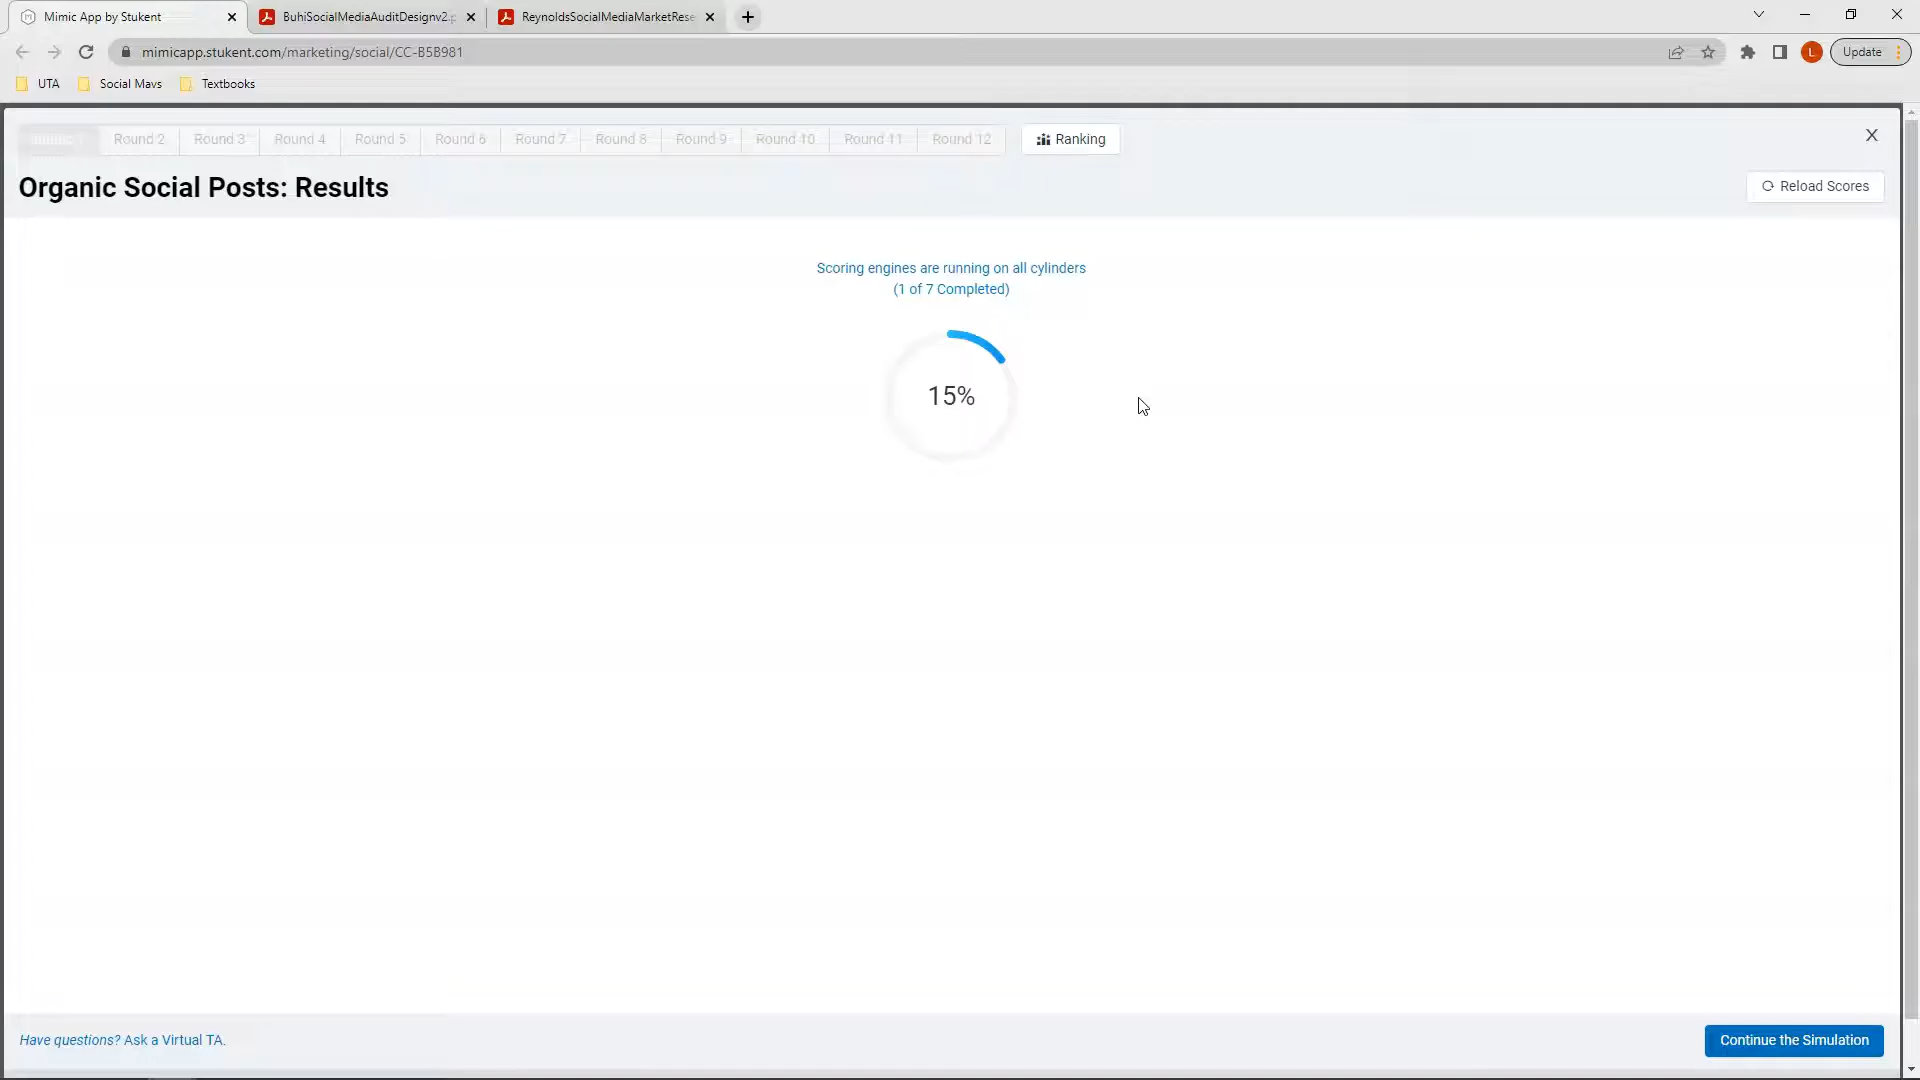 Mimic App by Stukent
BuhiSocialMediaAuditDesignv2.p
ReynoldsSocialMediaMarketRese
mimicapp.stukent.com/marketing/social/CC-B5B981
L
Update
UTA
Social Mavs
Textbooks
Round 1
Round 2
Round 3
Round 4
Round 5
Round 6
Round 7
Round 8
Round 9
Round 10
Round 11
Round 12
Ranking
Organic Social Posts: Results
Reload Scores
Scoring engines are running on all cylinders
(1 of 7 Completed)
15%
Have questions? Ask a Virtual TA.
Continue the Simulation